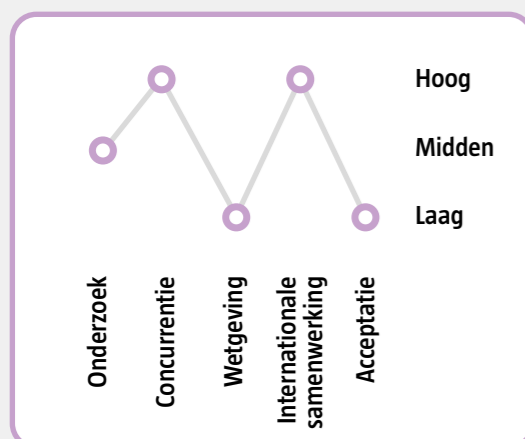 Hoog
Midden
Laag
Onderzoek
Concurrentie
Wetgeving
Internationale
samenwerking
Acceptatie